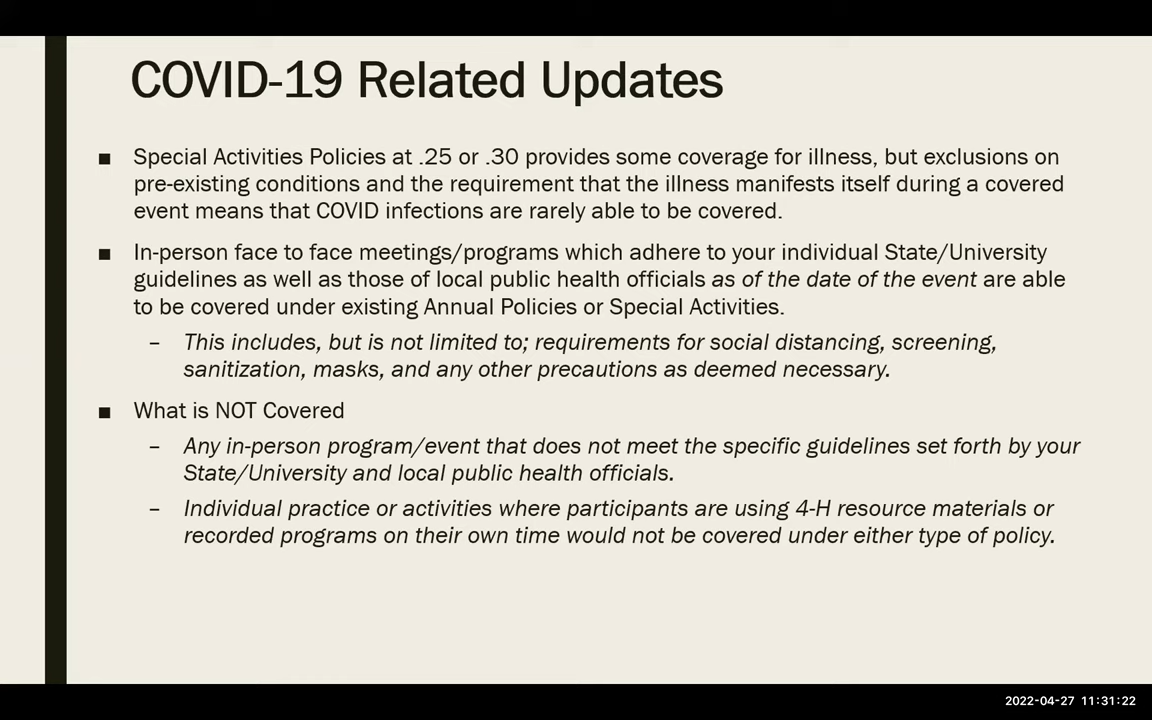 COVID-19 Related Updates
■ Special Activities Policies at .25 or .30 provides some coverage for illness, but exclusions on
pre-existing conditions and the requirement that the illness manifests itself during a covered
event means that COVID infections are rarely able to be covered.
■ In-person face to face meetings/programs which adhere to your individual State/University
guidelines as well as those of local public health officials as of the date of the event are able
to be covered under existing Annual Policies or Special Activities.
– This includes, but is not limited to; requirements for social distancing, screening,
sanitization, masks, and any other precautions as deemed necessary.
■ What is NOT Covered
– Any in-person program/event that does not meet the specific guidelines set forth by your
State/University and local public health officials.
– Individual practice or activities where participants are using 4-H resource materials or
recorded programs on their own time would not be covered under either type of policy.
2022-04-27 11:31:22